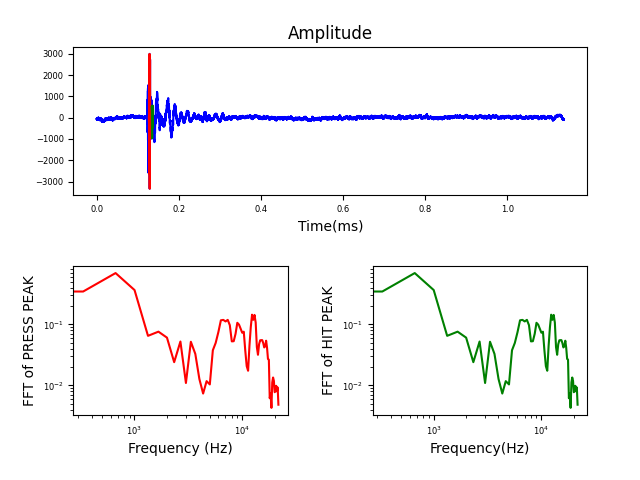 Amplitude
3000
2000
1000
0
−1000
−2000
−3000
0.0 0.2 0.4 0.6 0.8 1.0
Time(ms)
FFT of PRESS PEAK
10⁻¹
10⁻²
10³ 10⁴
Frequency (Hz)
FFT of HIT PEAK
10⁻¹
10⁻²
10³ 10⁴
Frequency(Hz)